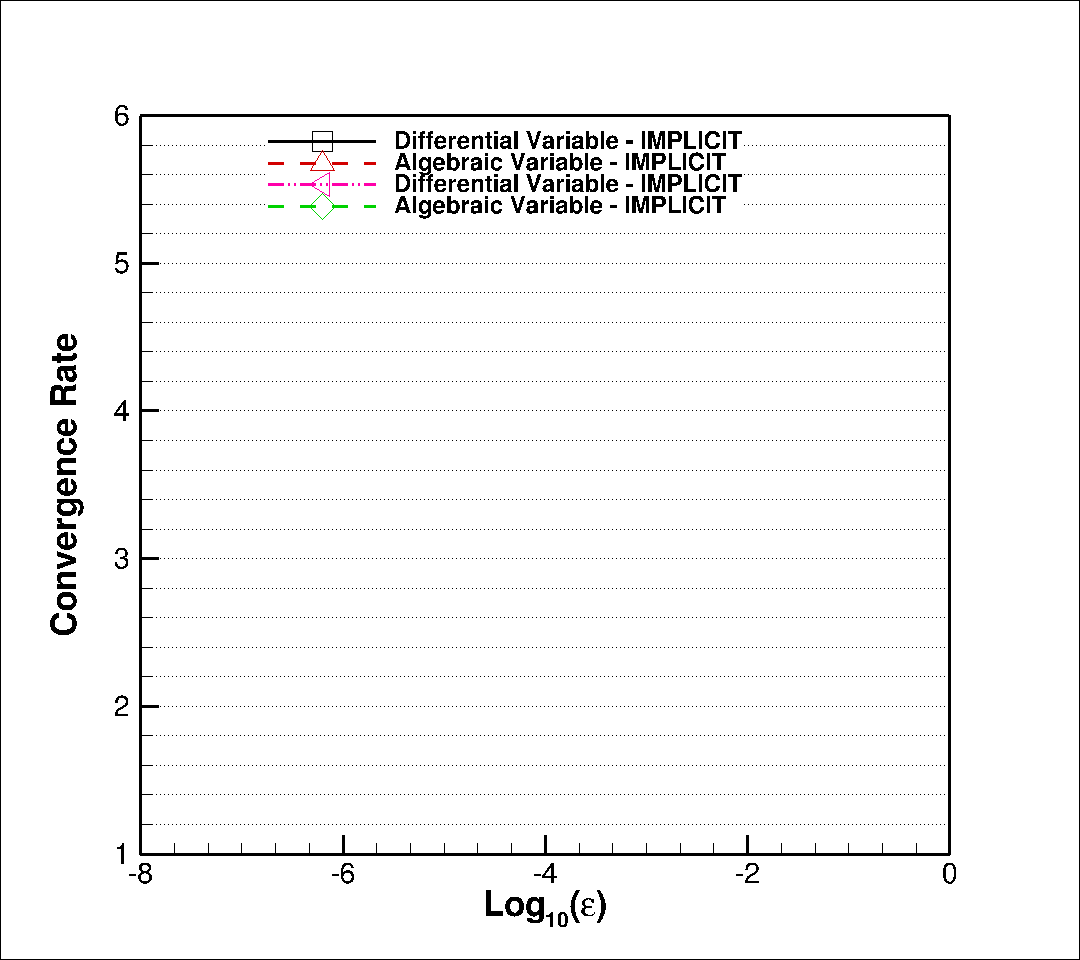 6
Differential Variable - IMPLICIT
Algebraic Variable - IMPLICIT
Differential Variable - IMPLICIT
Algebraic Variable - IMPLICIT
5
4
Convergence Rate
3
2
1
-8 -6 -4 -2 0
Log10(ε)